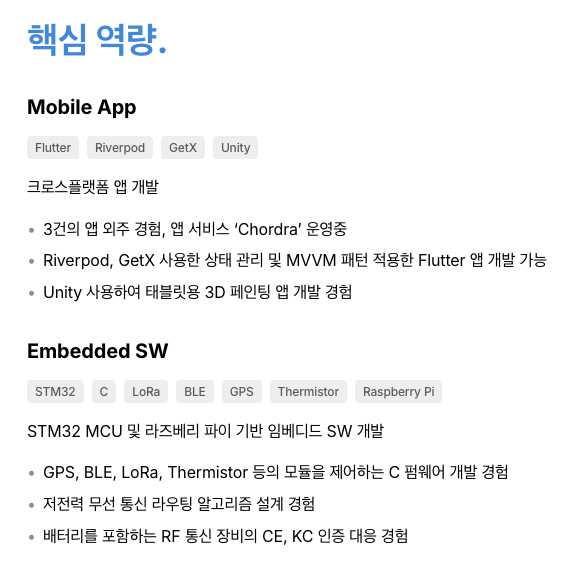 핵심 역량.
Mobile App
Flutter Riverpod GetX Unity
크로스플랫폼 앱 개발
• 3건의 앱 외주 경험, 앱 서비스 ‘Chordra’ 운영중
• Riverpod, GetX 사용한 상태 관리 및 MVVM 패턴 적용한 Flutter 앱 개발 가능
• Unity 사용하여 태블릿용 3D 페인팅 앱 개발 경험
Embedded SW
STM32 C LoRa BLE GPS Thermistor Raspberry Pi
STM32 MCU 및 라즈베리 파이 기반 임베디드 SW 개발
• GPS, BLE, LoRa, Thermistor 등의 모듈을 제어하는 C 펌웨어 개발 경험
• 저전력 무선 통신 라우팅 알고리즘 설계 경험
• 배터리를 포함하는 RF 통신 장비의 CE, KC 인증 대응 경험